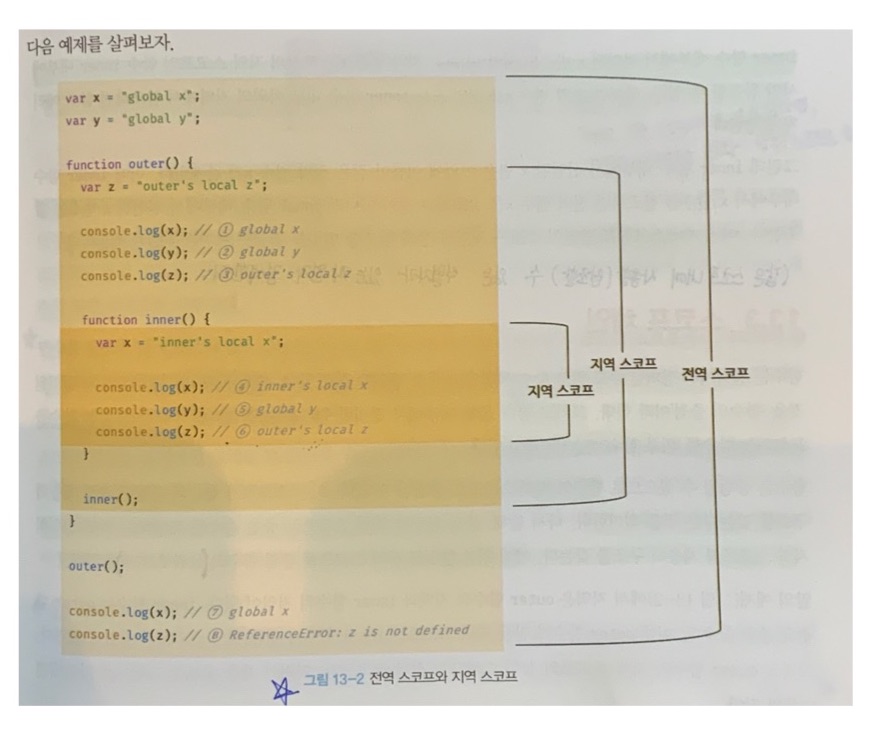 다음 예제를 살펴보자.
var x = "global x";
var y = "global y";
function outer() {
var z = "outer's local z";
console.log(x); // ① global x
console.log(y); // ② global y
console.log(z); // ③ outer's local z
function inner() {
var x = "inner's local x";
console.log(x); // ④ inner's local x
console.log(y); // ⑤ global y
console.log(z); // ⑥ outer's local z
}
inner();
}
outer();
console.log(x); // ⑦ global x
console.log(z); // ⑧ ReferenceError: z is not defined
지역 스코프
지역 스코프
전역 스코프
그림 13-2 전역 스코프와 지역 스코프